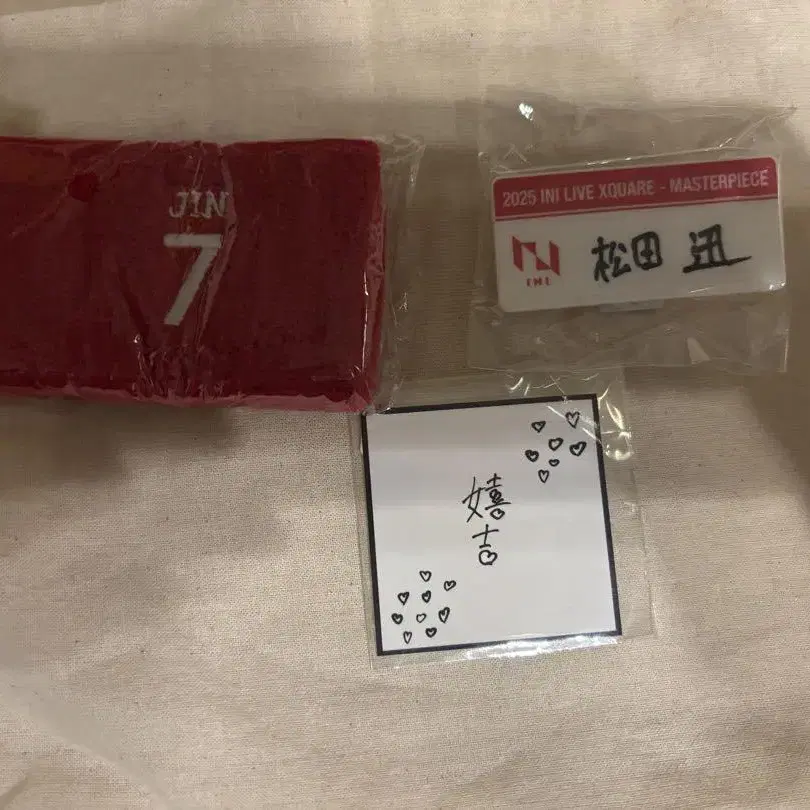 JIN
7
2025 INI LIVE XQUARE - MASTERPIECE
INI
松田 迅
嬉
吉